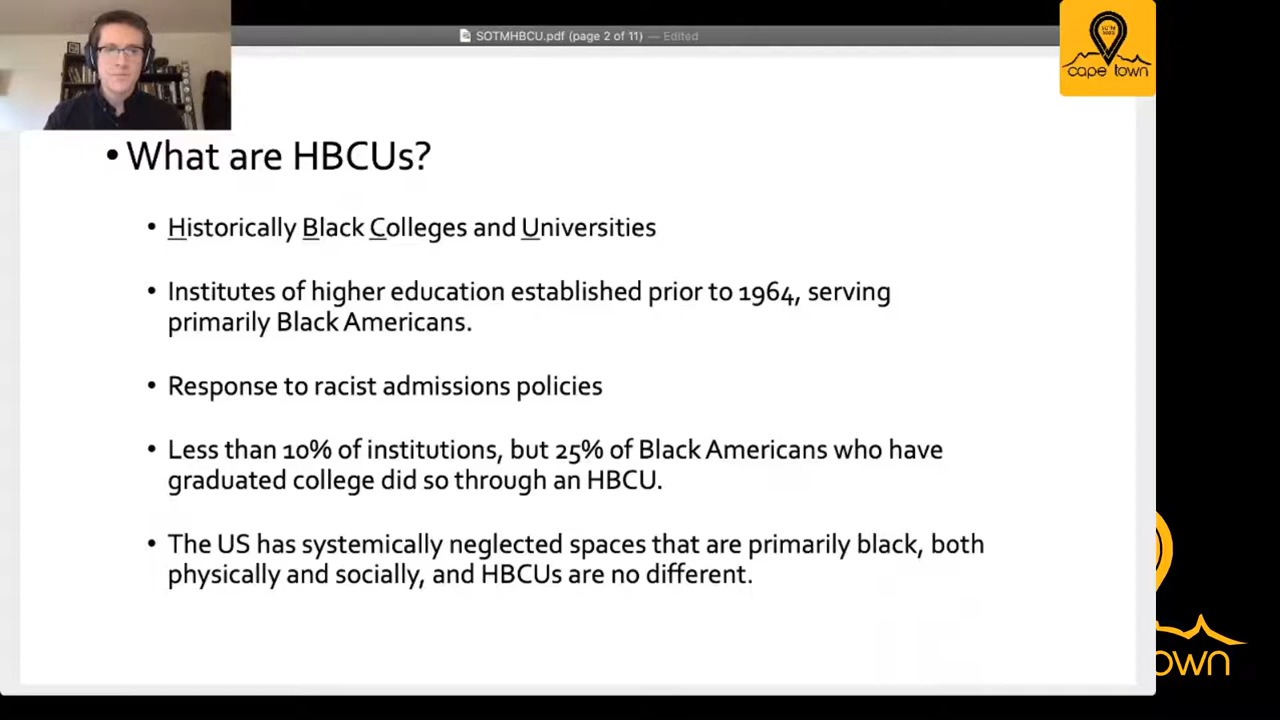 SOTMHBCU.pdf (page 2 of 11) — Edited
cape town
• What are HBCUs?
• Historically Black Colleges and Universities
• Institutes of higher education established prior to 1964, serving
primarily Black Americans.
• Response to racist admissions policies
• Less than 10% of institutions, but 25% of Black Americans who have
graduated college did so through an HBCU.
• The US has systemically neglected spaces that are primarily black, both
physically and socially, and HBCUs are no different.
own